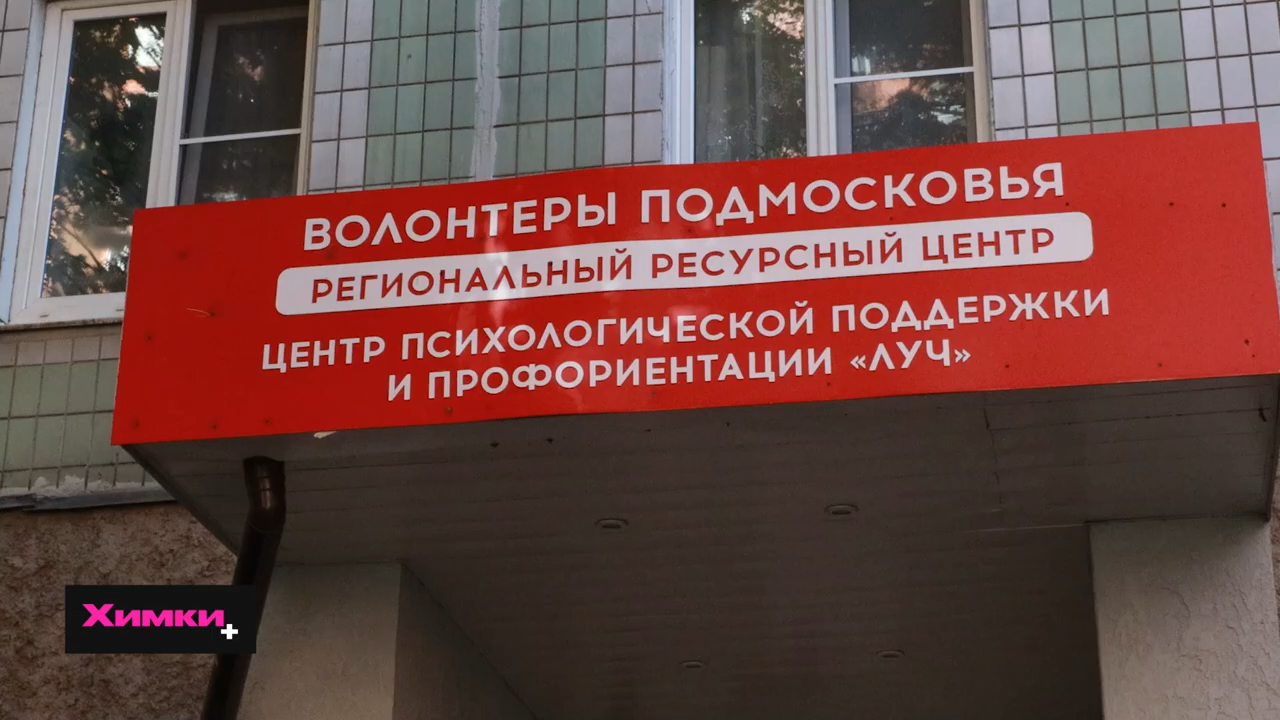 ВОЛОНТЕРЫ ПОДМОСКОВЬЯ
РЕГИОНАЛЬНЫЙ РЕСУРСНЫЙ ЦЕНТР
ЦЕНТР ПСИХОЛОГИЧЕСКОЙ ПОДДЕРЖКИ
И ПРОФОРИЕНТАЦИИ «ЛУЧ»
Химки+